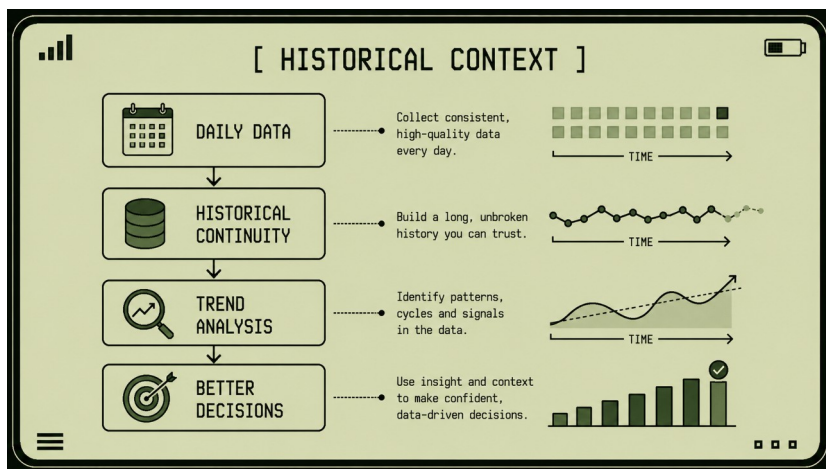 [ HISTORICAL CONTEXT ]
DAILY DATA
Collect consistent,
high-quality data
every day.
TIME
HISTORICAL
CONTINUITY
Build a long, unbroken
history you can trust.
TIME
TREND
ANALYSIS
Identify patterns,
cycles and signals
in the data.
TIME
BETTER
DECISIONS
Use insight and context
to make confident,
data-driven decisions.